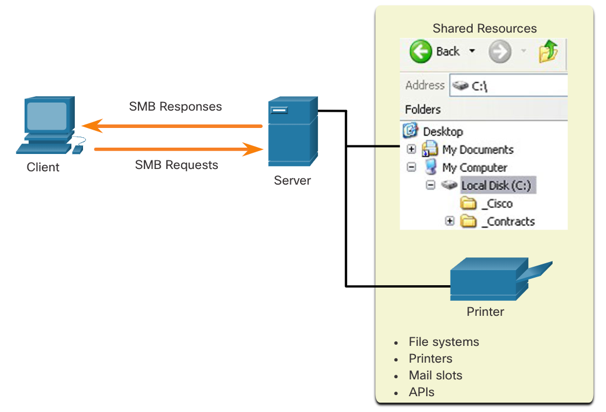 Shared Resources
Back
Address C:\
Folders
Desktop
My Documents
My Computer
Local Disk (C:)
_Cisco
_Contracts
SMB Responses
SMB Requests
Client
Server
Printer
• File systems
• Printers
• Mail slots
• APIs